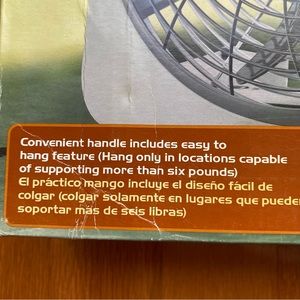 Convenient handle includes easy to
hang feature (Hang only in locations capable
of supporting more than six pounds)
El práctico mango incluye el diseño fácil de
colgar (colgar solamente en lugares que pueden
soportar más de seis libras)